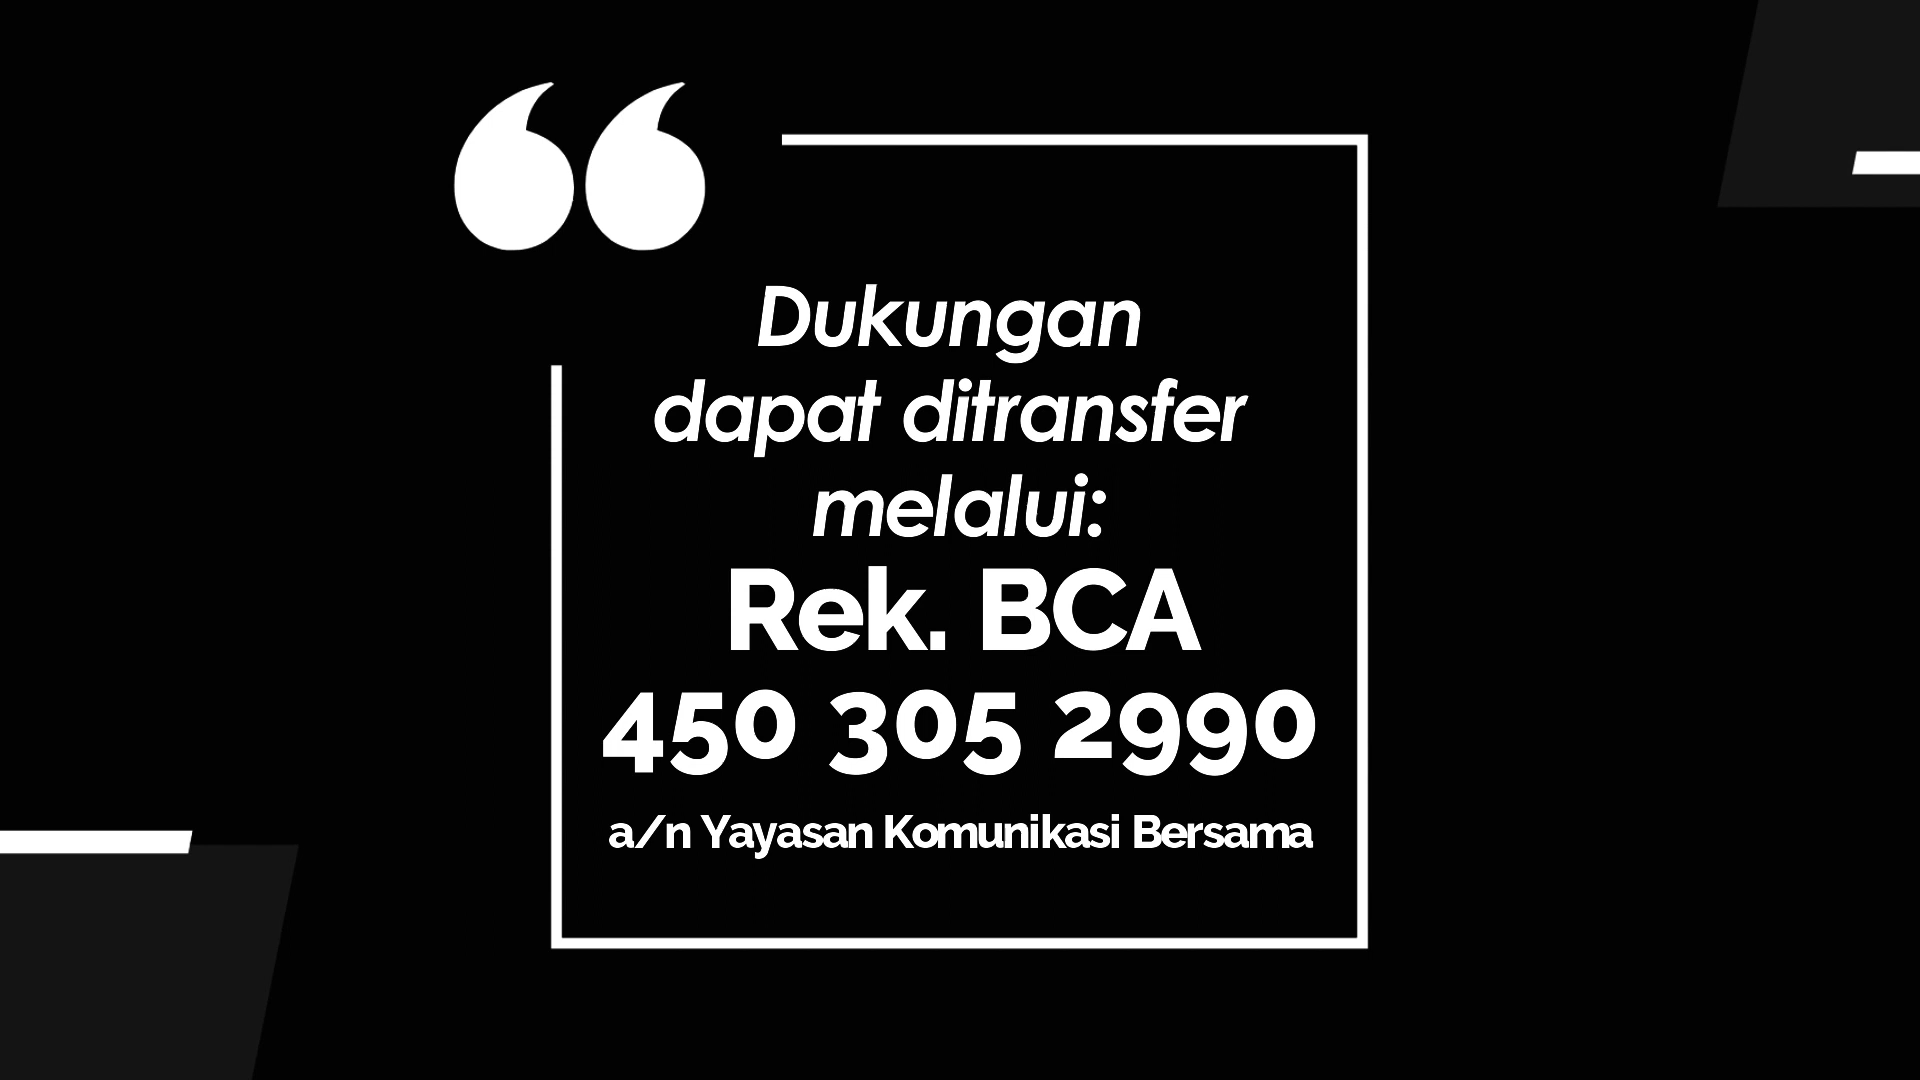 Dukungan
dapat ditransfer
melalui:
Rek. BCA
450 305 2990
a/n Yayasan Komunikasi Bersama